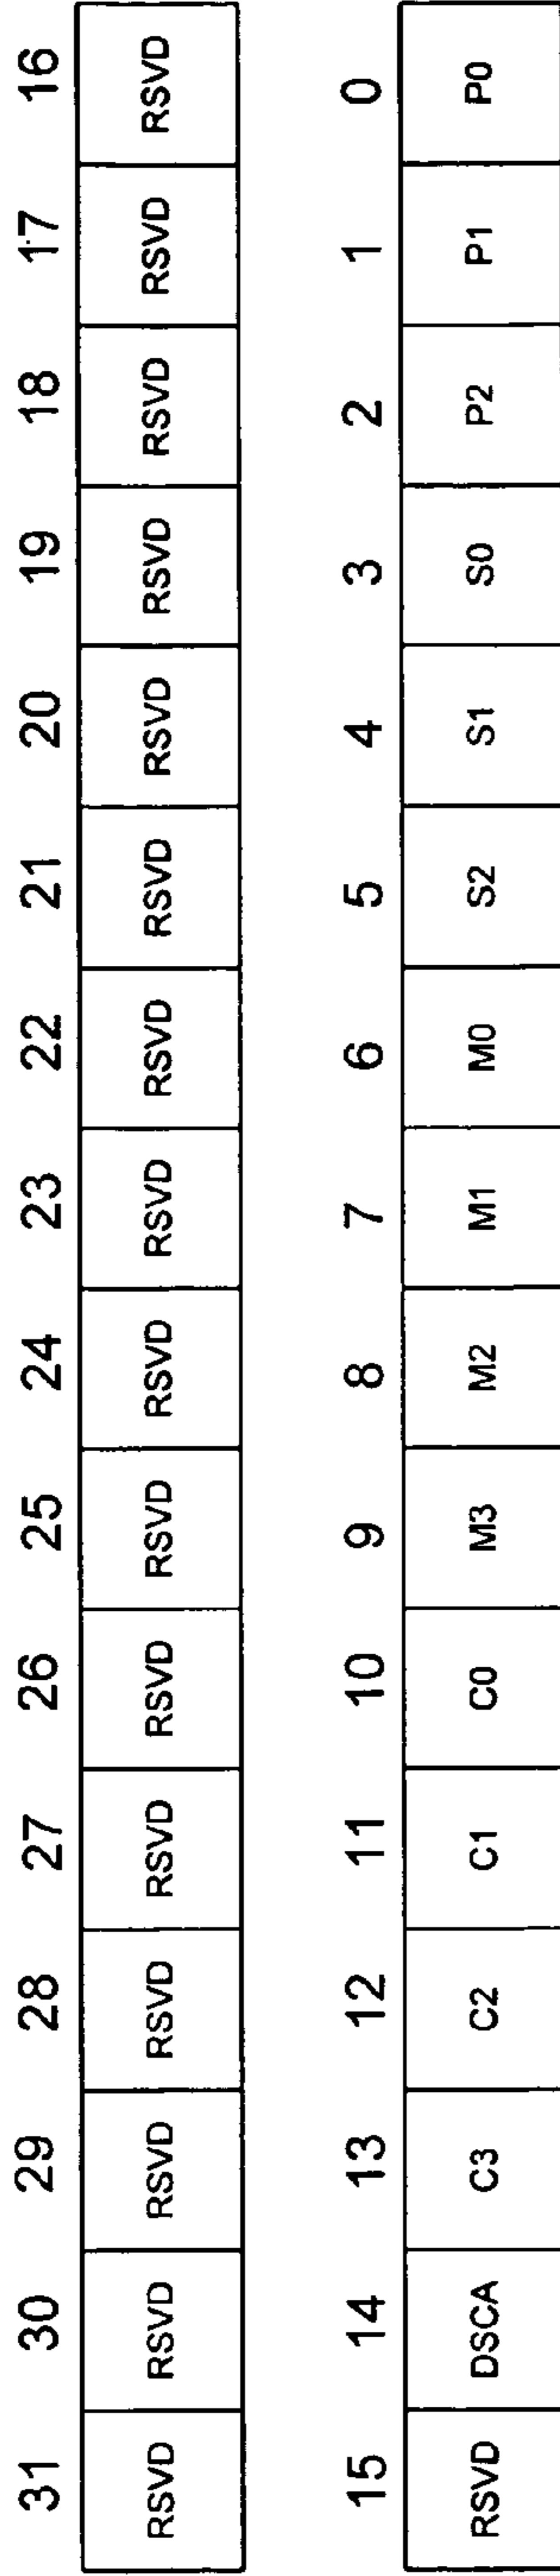 31 30 29 28 27 26 25 24 23 22 21 20 19 18 17 16
RSVD RSVD RSVD RSVD RSVD RSVD RSVD RSVD RSVD RSVD RSVD RSVD RSVD RSVD RSVD RSVD
15 14 13 12 11 10 9 8 7 6 5 4 3 2 1 0
RSVD DSCA C3 C2 C1 C0 M3 M2 M1 M0 S2 S1 S0 P2 P1 P0